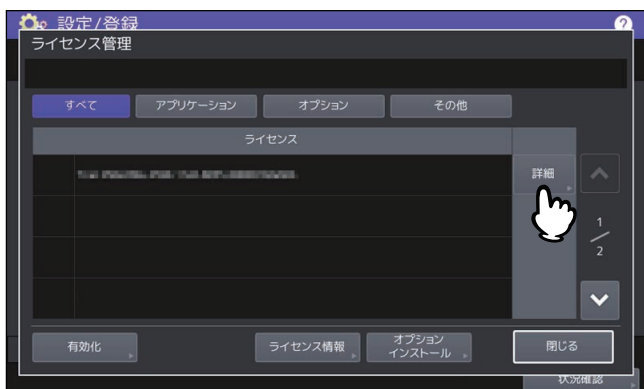 設定/登録
?
ライセンス管理
すべて
アプリケーション
オプション
その他
ライセンス
詳細
1
2
有効化
ライセンス情報
オプション
インストール
閉じる
状況確認